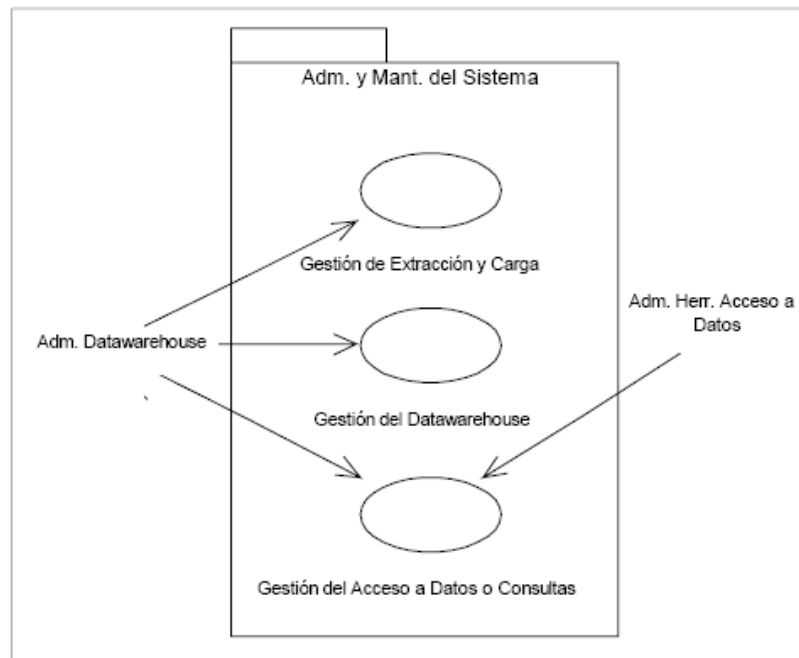 Adm. y Mant. del Sistema
Gestión de Extracción y Carga
Adm. Herr. Acceso a
Datos
Adm. Datawarehouse
Gestión del Datawarehouse
Gestión del Acceso a Datos o Consultas